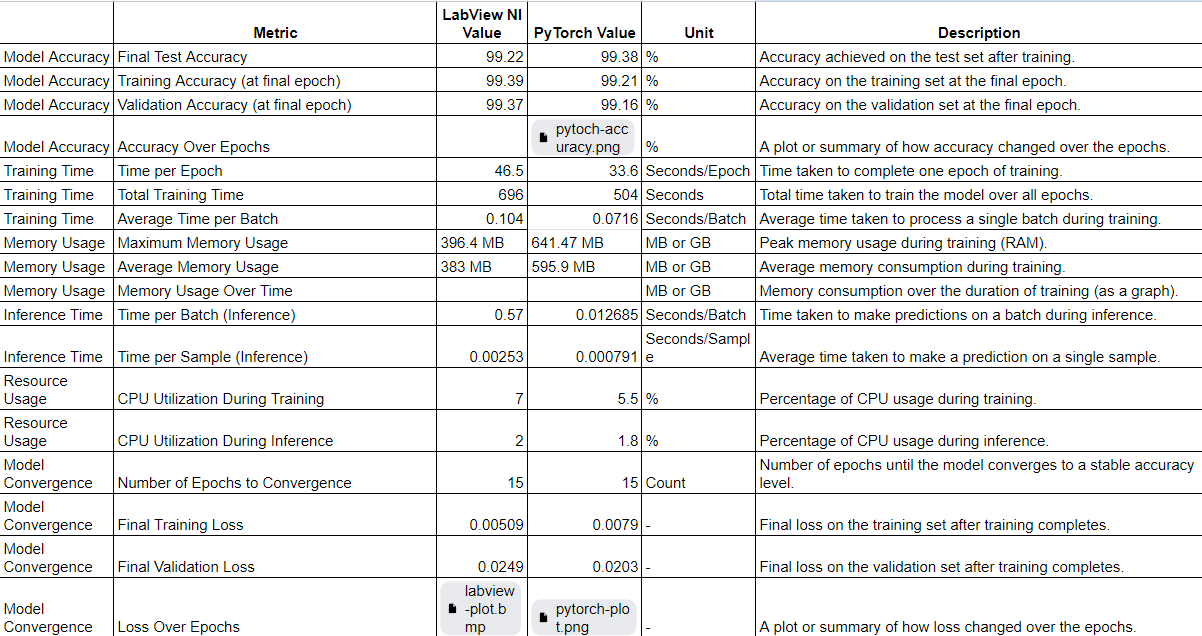 Metric LabView NI Value PyTorch Value Unit Description
Model Accuracy Final Test Accuracy 99.22 99.38 % Accuracy achieved on the test set after training.
Model Accuracy Training Accuracy (at final epoch) 99.39 99.21 % Accuracy on the training set at the final epoch.
Model Accuracy Validation Accuracy (at final epoch) 99.37 99.16 % Accuracy on the validation set at the final epoch.
Model Accuracy Accuracy Over Epochs pytoch-accuracy.png % A plot or summary of how accuracy changed over the epochs.
Training Time Time per Epoch 46.5 33.6 Seconds/Epoch Time taken to complete one epoch of training.
Training Time Total Training Time 696 504 Seconds Total time taken to train the model over all epochs.
Training Time Average Time per Batch 0.104 0.0716 Seconds/Batch Average time taken to process a single batch during training.
Memory Usage Maximum Memory Usage 396.4 MB 641.47 MB MB or GB Peak memory usage during training (RAM).
Memory Usage Average Memory Usage 383 MB 595.9 MB MB or GB Average memory consumption during training.
Memory Usage Memory Usage Over Time MB or GB Memory consumption over the duration of training (as a graph).
Inference Time Time per Batch (Inference) 0.57 0.012685 Seconds/Batch Time taken to make predictions on a batch during inference.
Inference Time Time per Sample (Inference) 0.00253 0.000791 Seconds/Sample Average time taken to make a prediction on a single sample.
Resource Usage CPU Utilization During Training 7 5.5 % Percentage of CPU usage during training.
Resource Usage CPU Utilization During Inference 2 1.8 % Percentage of CPU usage during inference.
Model Convergence Number of Epochs to Convergence 15 15 Count Number of epochs until the model converges to a stable accuracy level.
Model Convergence Final Training Loss 0.00509 0.0079 - Final loss on the training set after training completes.
Model Convergence Final Validation Loss 0.0249 0.0203 - Final loss on the validation set after training completes.
Model Convergence Loss Over Epochs labview-plot.bmp pytorch-plot.png - A plot or summary of how loss changed over the epochs.